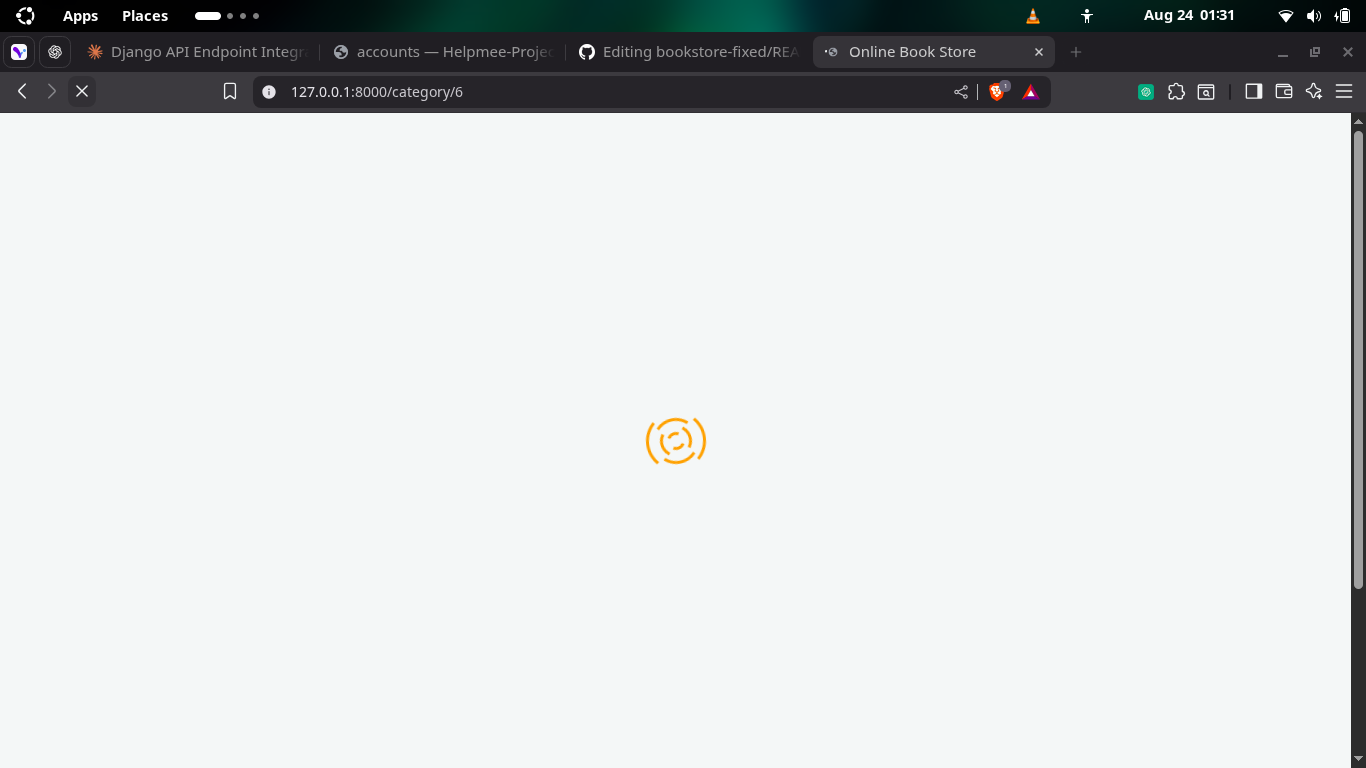 Apps Places Aug 24 01:31
Django API Endpoint Integr accounts — Helpmee-Projec Editing bookstore-fixed/REA Online Book Store
127.0.0.1:8000/category/6 1